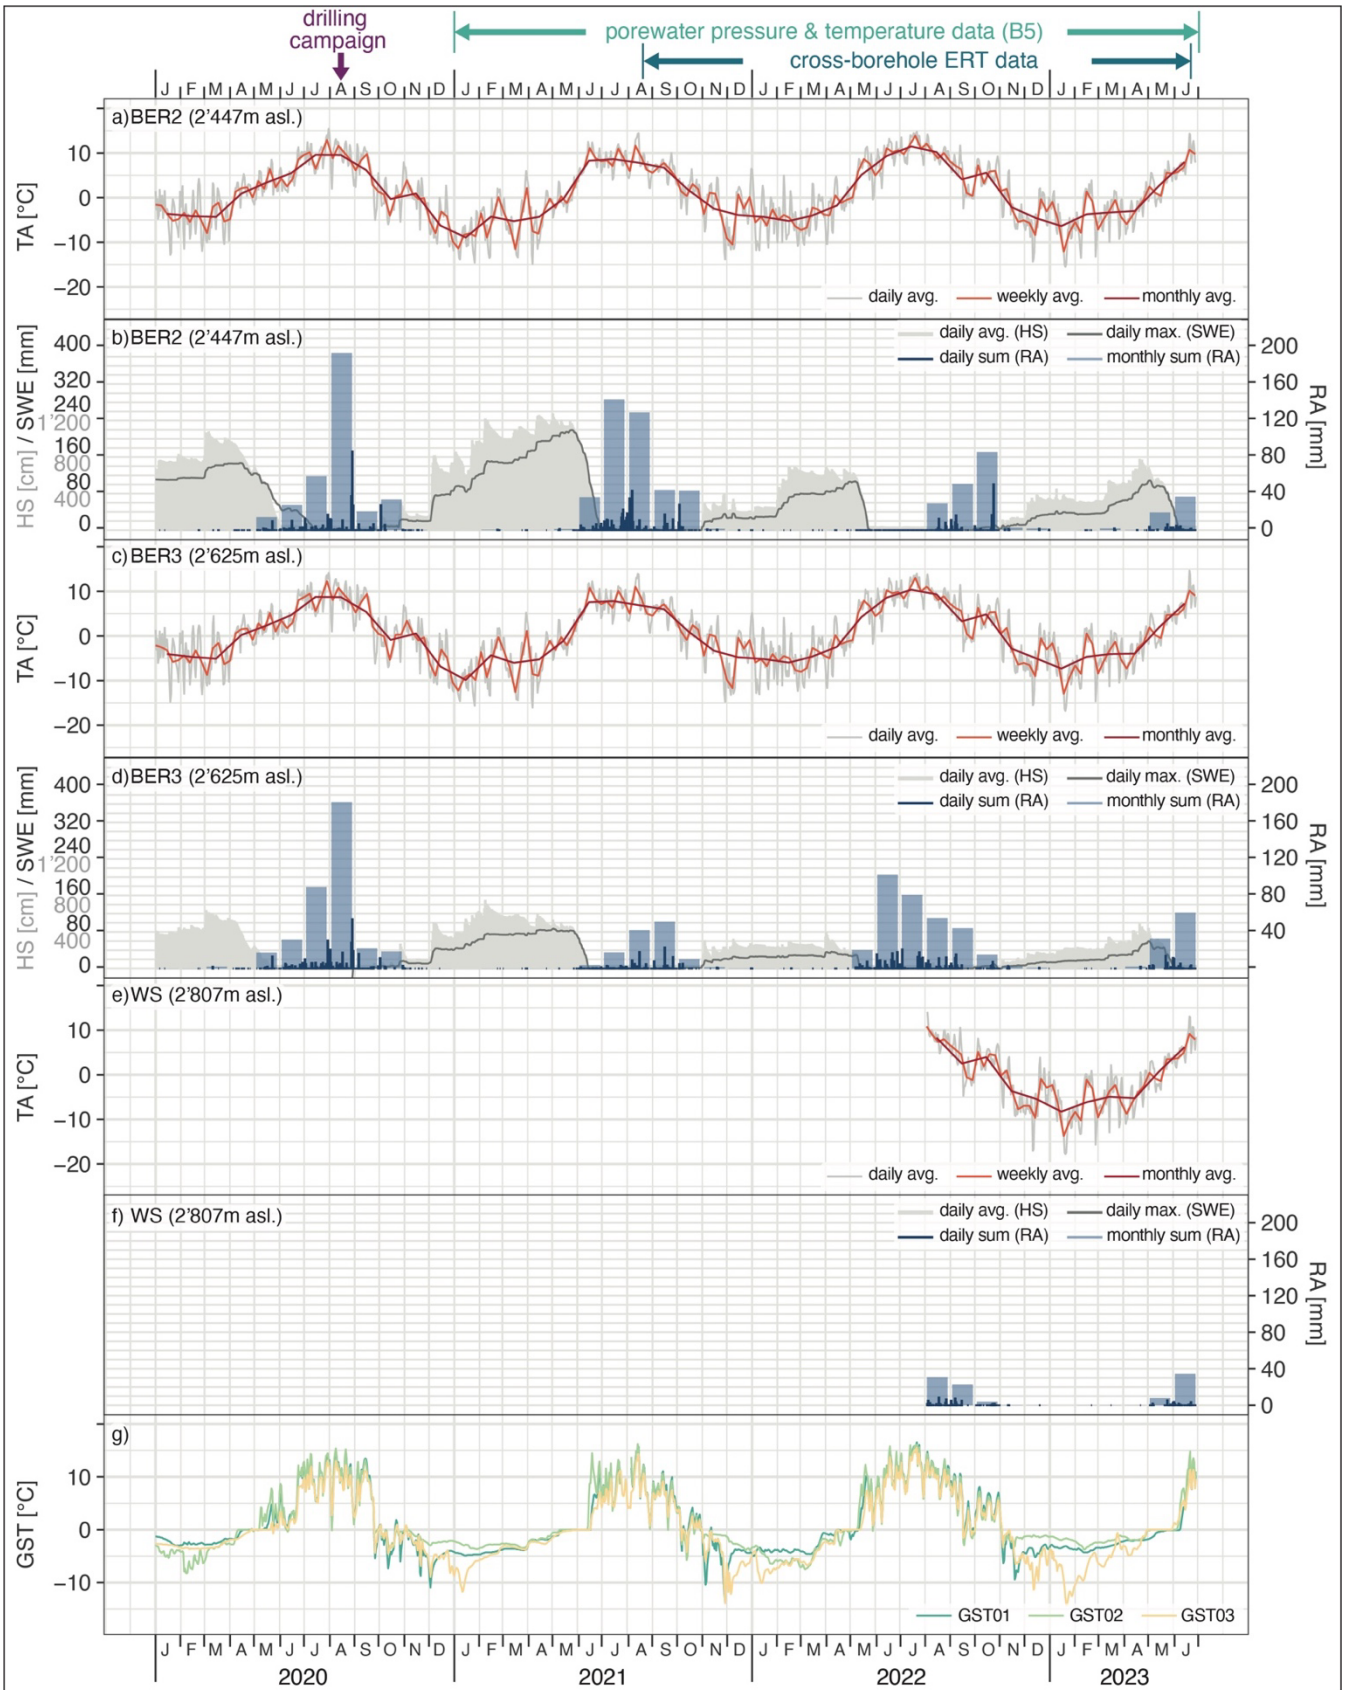 drilling
campaign
porewater pressure & temperature data (B5)
cross-borehole ERT data
J F M A M J J A S O N D J F M A M J J A S O N D J F M A M J J A S O N D J F M A M J
a) BER2 (2'447m asl.)
TA [°C]
10
0
−10
−20
daily avg. weekly avg. monthly avg.
b) BER2 (2'447m asl.)
HS [cm] / SWE [mm]
400
320
240
1'200
160
800
80
400
0
daily avg. (HS) daily max. (SWE)
daily sum (RA) monthly sum (RA)
200
160
120
80
40
0
RA [mm]
c) BER3 (2'625m asl.)
TA [°C]
10
0
−10
−20
daily avg. weekly avg. monthly avg.
d) BER3 (2'625m asl.)
HS [cm] / SWE [mm]
400
320
240
1'200
160
800
80
400
0
daily avg. (HS) daily max. (SWE)
daily sum (RA) monthly sum (RA)
200
160
120
80
40
RA [mm]
e) WS (2'807m asl.)
TA [°C]
10
0
−10
−20
daily avg. weekly avg. monthly avg.
f) WS (2'807m asl.)
daily avg. (HS) daily max. (SWE)
daily sum (RA) monthly sum (RA)
200
160
120
80
40
0
RA [mm]
g)
GST [°C]
10
0
−10
GST01 GST02 GST03
J F M A M J J A S O N D J F M A M J J A S O N D J F M A M J J A S O N D J F M A M J
2020 2021 2022 2023